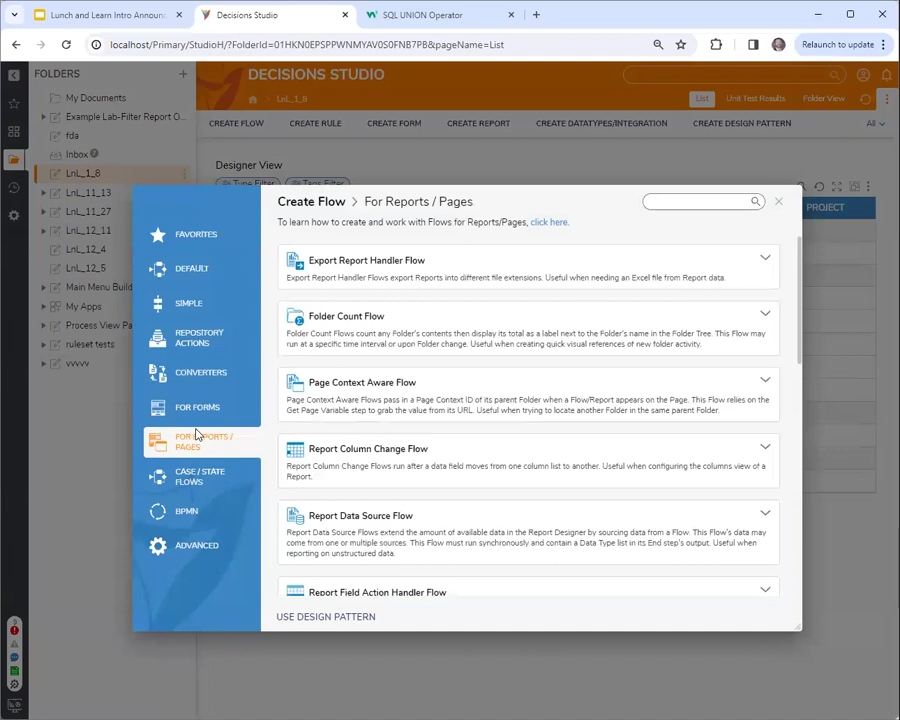 Lunch and Learn Intro Announc
Decisions Studio
SQL UNION Operator
localhost/Primary/StudioH/?FolderId=01HKN0EPSPPWNMYAV0S0FNB7PB&pageName=List
Relaunch to update
FOLDERS
DECISIONS STUDIO
My Documents
LnL_1_8
List
Unit Test Results
Folder View
Example Lab-Filter Report O...
CREATE FLOW
CREATE RULE
CREATE FORM
CREATE REPORT
CREATE DATATYPES/INTEGRATION
CREATE DESIGN PATTERN
All
fda
Inbox
LnL_1_8
Designer View
Type Filter
Tags Filter
LnL_11_13
LnL_11_27
LnL_12_11
LnL_12_4
LnL_12_5
Main Menu Build
My Apps
Process View Pa
ruleset tests
vvvv
PROJECT
Create Flow > For Reports / Pages
To learn how to create and work with Flows for Reports/Pages, click here.
FAVORITES
DEFAULT
SIMPLE
REPOSITORY
ACTIONS
CONVERTERS
FOR FORMS
FOR REPORTS /
PAGES
CASE / STATE
FLOWS
BPMN
ADVANCED
Export Report Handler Flow
Export Report Handler Flows export Reports into different file extensions. Useful when needing an Excel file from Report data.
Folder Count Flow
Folder Count Flows count any Folder's contents then display its total as a label next to the Folder's name in the Folder Tree. This Flow may
run at a specific time interval or upon Folder change. Useful when creating quick visual references of new folder activity.
Page Context Aware Flow
Page Context Aware Flows pass in a Page Context ID of its parent Folder when a Flow/Report appears on the Page. This Flow relies on the
Get Page Variable step to grab the value from its URL. Useful when trying to locate another Folder in the same parent Folder.
Report Column Change Flow
Report Column Change Flows run after a data field moves from one column list to another. Useful when configuring the columns view of a
Report.
Report Data Source Flow
Report Data Source Flows extend the amount of available data in the Report Designer by sourcing data from a Flow. This Flow's data may
come from one or multiple sources. This Flow must run synchronously and contain a Data Type list in its End step's output. Useful when
reporting on unstructured data.
Report Field Action Handler Flow
USE DESIGN PATTERN